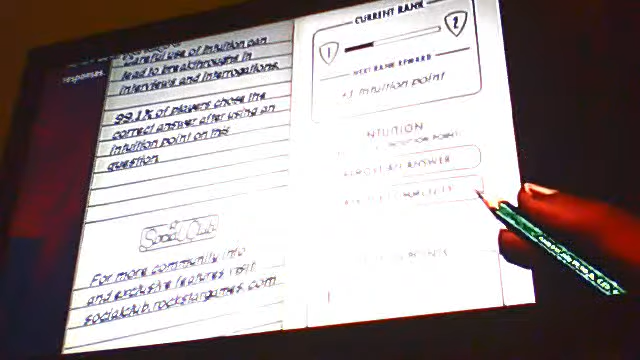 responses.
careful use of intuition can
lead to breakthroughs in
interviews and interrogations.
99.1% of players chose the
correct answer after using an
intuition point on this
question.
Social Club
For more community info
and exclusive features visit
socialclub.rockstargames.com
CURRENT RANK
1
2
NEXT RANK REWARD
+1 intuition point
INTUITION
AN ANSWER